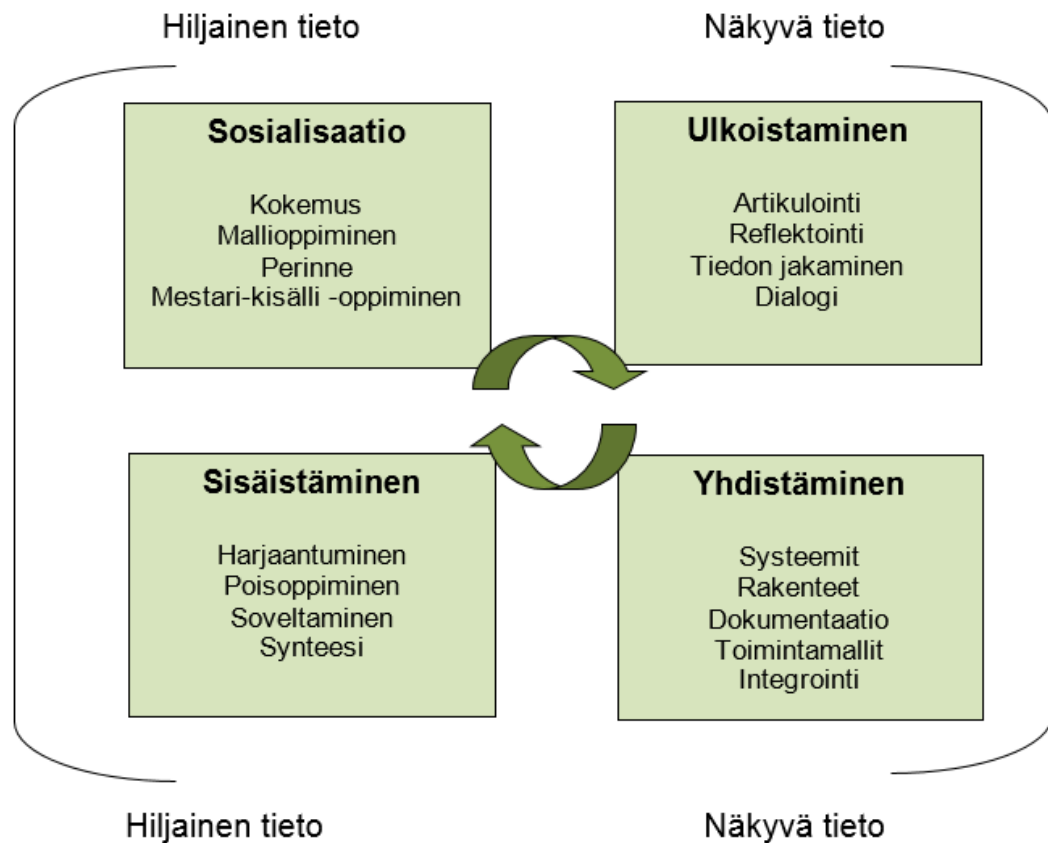 Hiljainen tieto
Näkyvä tieto
Sosialisaatio
Kokemus
Mallioppiminen
Perinne
Mestari-kisälli -oppiminen
Ulkoistaminen
Artikulointi
Reflektointi
Tiedon jakaminen
Dialogi
Sisäistäminen
Harjaantuminen
Poisoppiminen
Soveltaminen
Synteesi
Yhdistäminen
Systeemit
Rakenteet
Dokumentaatio
Toimintamallit
Integrointi
Hiljainen tieto
Näkyvä tieto